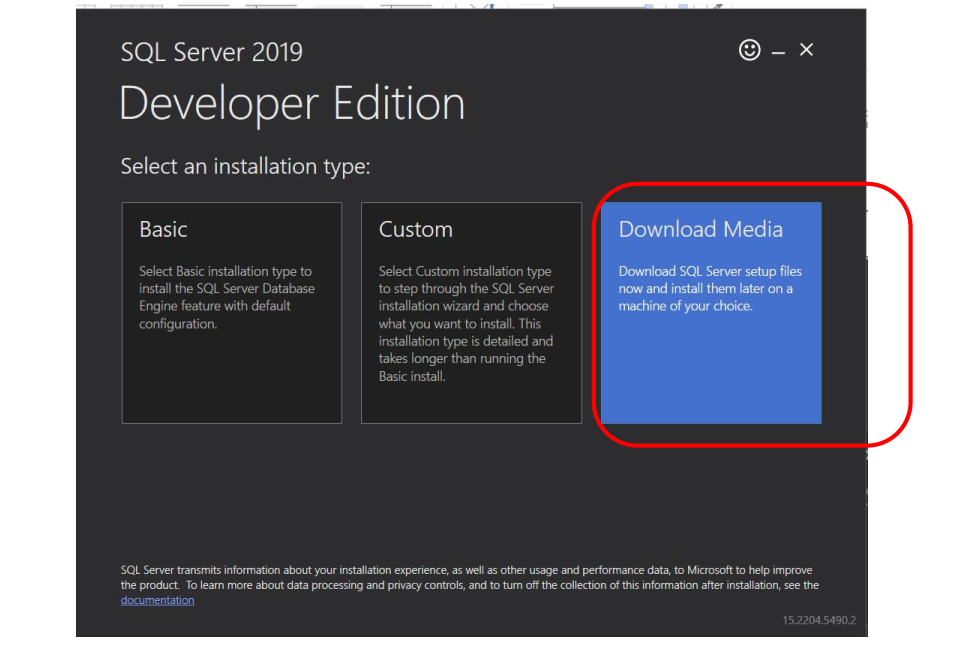 SQL Server 2019
Developer Edition
Select an installation type:
Basic
Select Basic installation type to
install the SQL Server Database
Engine feature with default
configuration.
Custom
Select Custom installation type
to step through the SQL Server
installation wizard and choose
what you want to install. This
installation type is detailed and
takes longer than running the
Basic install.
Download Media
Download SQL Server setup files
now and install them later on a
machine of your choice.
SQL Server transmits information about your installation experience, as well as other usage and performance data, to Microsoft to help improve
the product. To learn more about data processing and privacy controls, and to turn off the collection of this information after installation, see the
documentation
15.2204.5490.2